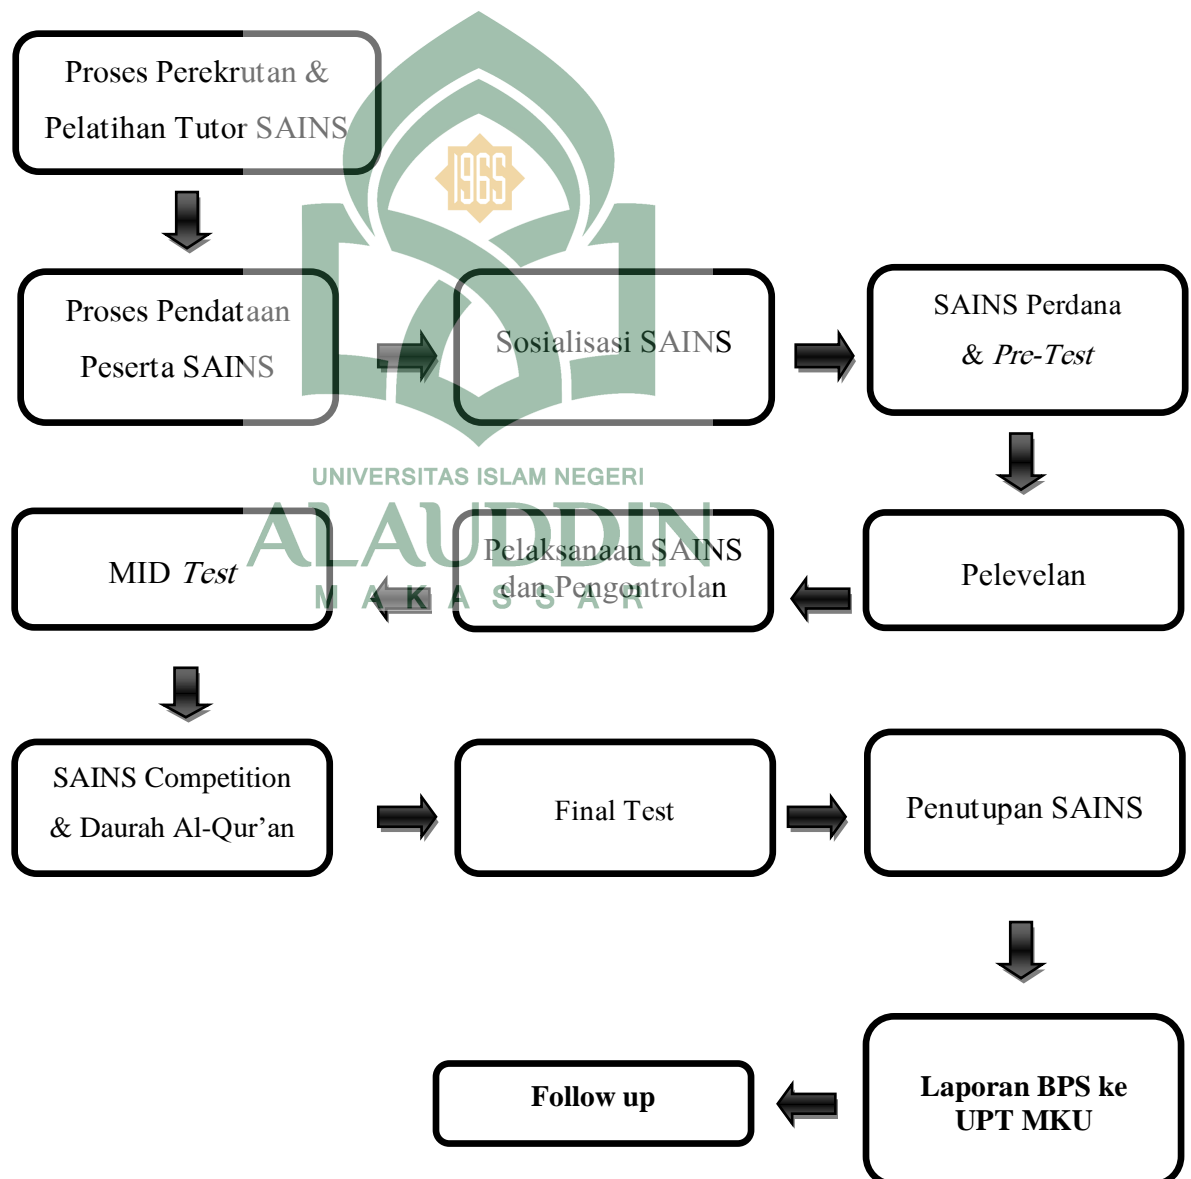 Proses Perekrutan &
Pelatihan Tutor SAINS
1965
Proses Pendataan
Peserta SAINS
Sosialisasi SAINS
SAINS Perdana
& Pre-Test
UNIVERSITAS ISLAM NEGERI
ALAUDDIN
MAKASSAR
Pelevelan
Pelaksanaan SAINS
dan Pengontrolan
MID Test
SAINS Competition
& Daurah Al-Qur’an
Final Test
Penutupan SAINS
Laporan BPS ke
UPT MKU
Follow up